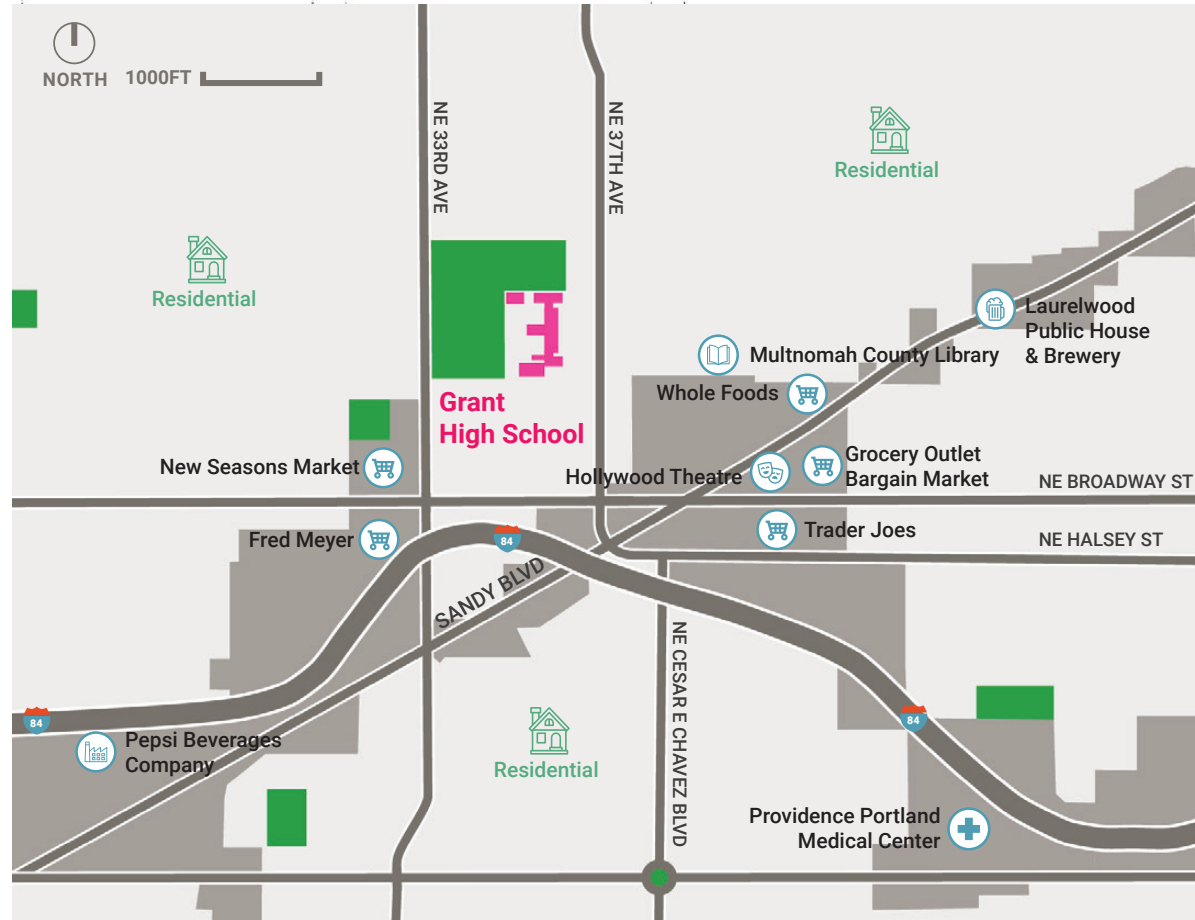 NORTH
1000FT
NE 33RD AVE
NE 37TH AVE
Residential
Residential
Laurelwood
Public House
& Brewery
Multnomah County Library
Whole Foods
Grant
High School
New Seasons Market
Hollywood Theatre
Grocery Outlet
Bargain Market
NE BROADWAY ST
Fred Meyer
84
Trader Joes
NE HALSEY ST
SANDY BLVD
NE CESAR E CHAVEZ BLVD
84
84
Pepsi Beverages
Company
Residential
Providence Portland
Medical Center